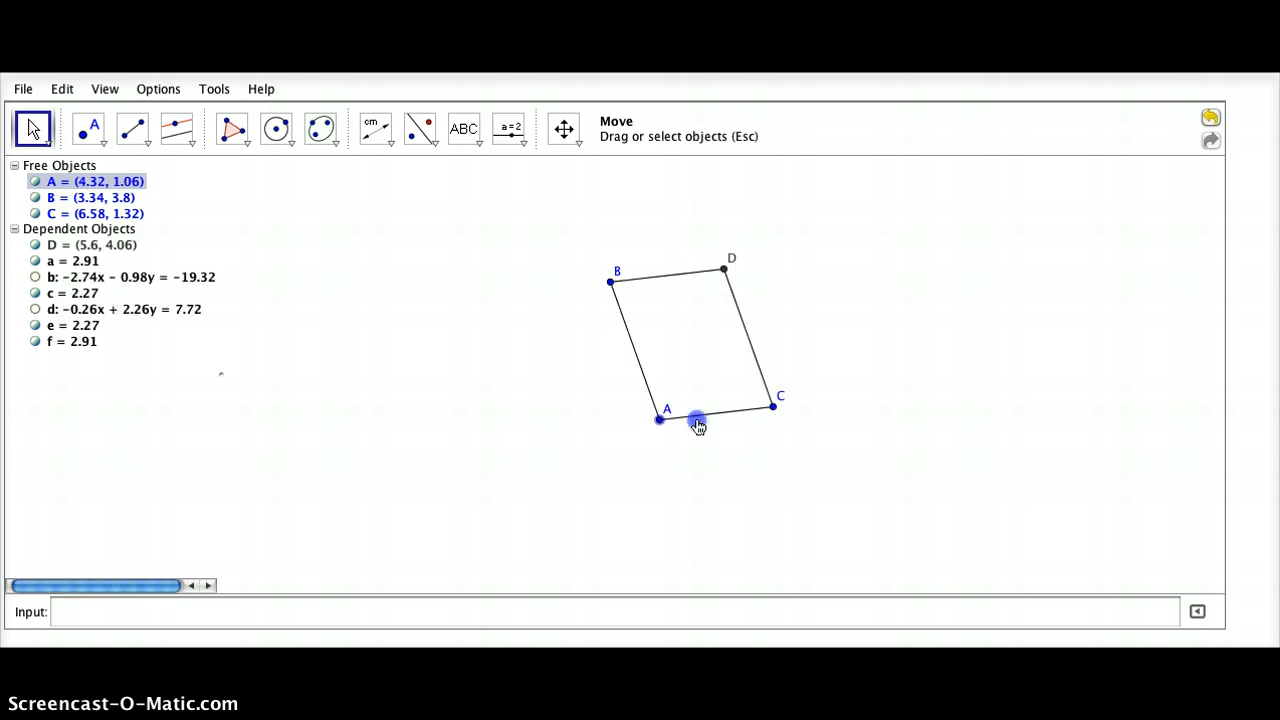 File Edit View Options Tools Help
A cm ABC a=2
Move
Drag or select objects (Esc)
Free Objects
A = (4.32, 1.06)
B = (3.34, 3.8)
C = (6.58, 1.32)
Dependent Objects
D = (5.6, 4.06)
a = 2.91
b: -2.74x - 0.98y = -19.32
c = 2.27
d: -0.26x + 2.26y = 7.72
e = 2.27
f = 2.91
B
D
C
A
Input:
Screencast-O-Matic.com